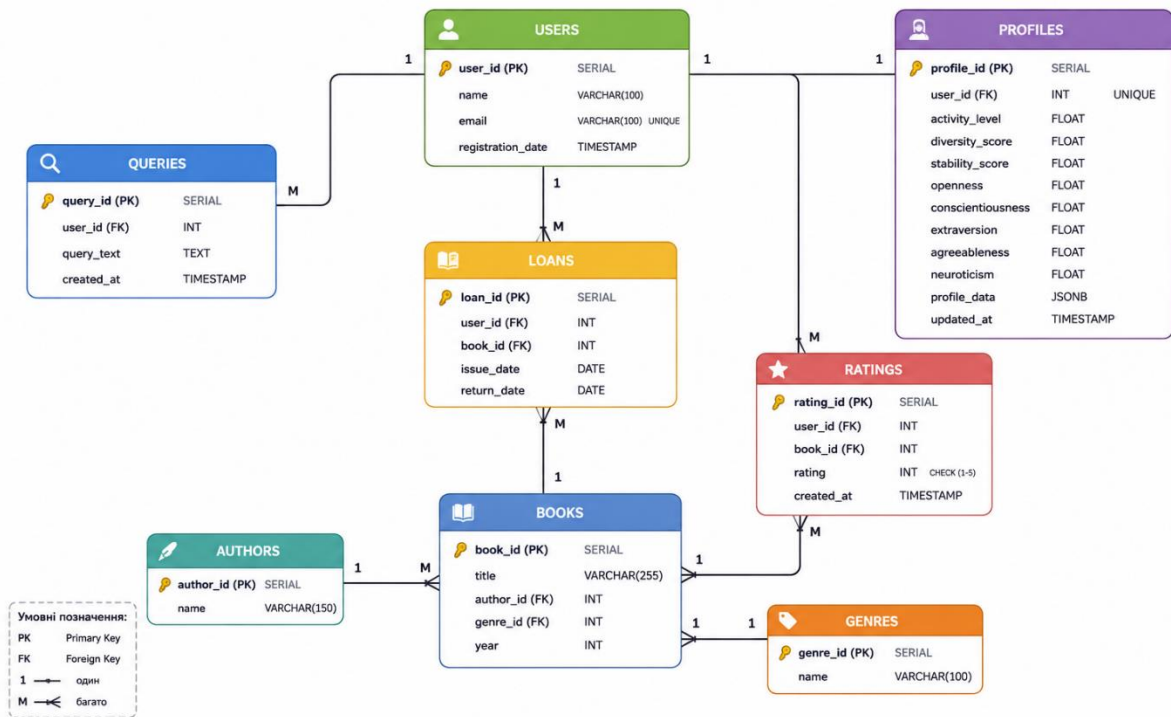 USERS
user_id (PK) SERIAL
name VARCHAR(100)
email VARCHAR(100) UNIQUE
registration_date TIMESTAMP
PROFILES
profile_id (PK) SERIAL
user_id (FK) INT UNIQUE
activity_level FLOAT
diversity_score FLOAT
stability_score FLOAT
openness FLOAT
conscientiousness FLOAT
extraversion FLOAT
agreeableness FLOAT
neuroticism FLOAT
profile_data JSONB
updated_at TIMESTAMP
1
1
1
QUERIES
query_id (PK) SERIAL
user_id (FK) INT
query_text TEXT
created_at TIMESTAMP
M
1
M
LOANS
loan_id (PK) SERIAL
user_id (FK) INT
book_id (FK) INT
issue_date DATE
return_date DATE
M
1
M
RATINGS
rating_id (PK) SERIAL
user_id (FK) INT
book_id (FK) INT
rating INT CHECK (1-5)
created_at TIMESTAMP
M
BOOKS
book_id (PK) SERIAL
title VARCHAR(255)
author_id (FK) INT
genre_id (FK) INT
year INT
1
1 1
AUTHORS
author_id (PK) SERIAL
name VARCHAR(150)
1 M
GENRES
genre_id (PK) SERIAL
name VARCHAR(100)
Умовні позначення:
PK Primary Key
FK Foreign Key
1 один
M багато